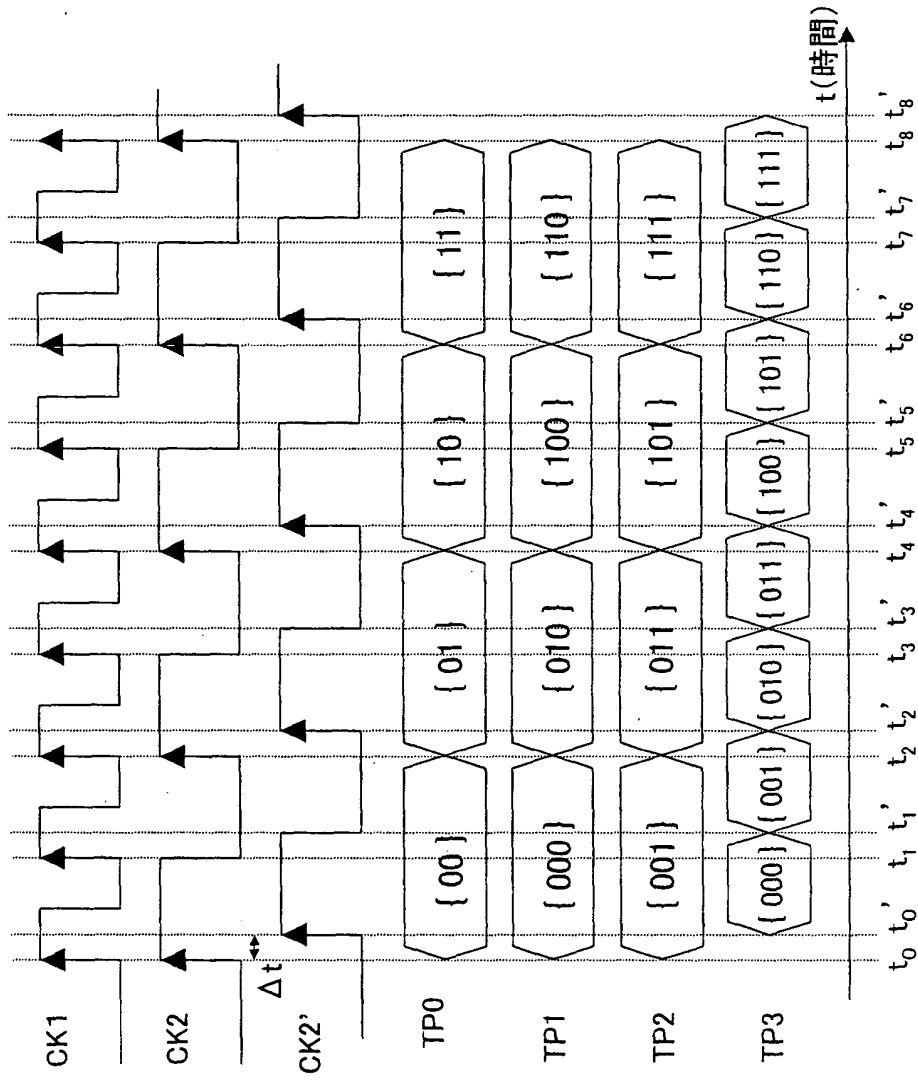 CK1
CK2
Δt
CK2'
TP0 {00} {01} {10} {11}
TP1 {000} {010} {100} {110}
TP2 {001} {011} {101} {111}
TP3 {000} {001} {010} {011} {100} {101} {110} {111}
t(時間)
t₀ t₀' t₁ t₁' t₂ t₂' t₃ t₃' t₄ t₄' t₅ t₅' t₆ t₆' t₇ t₇' t₈ t₈'